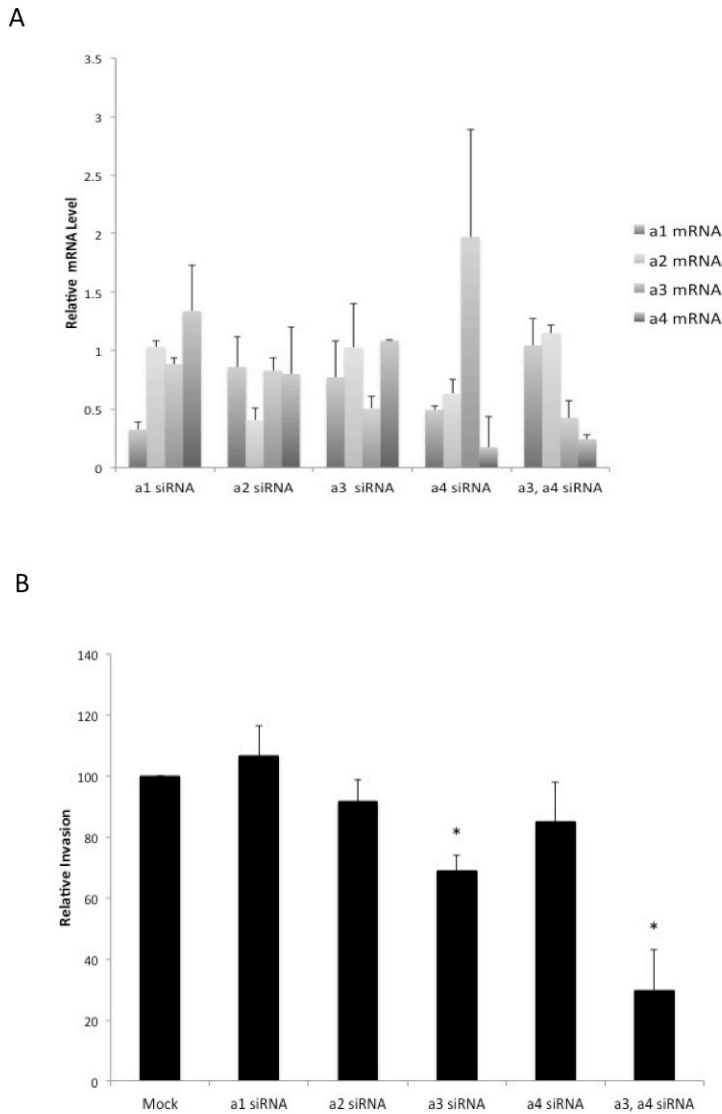 A
3.5
3
2.5
2
1.5
1
0.5
0
Relative mRNA Level
a1 siRNA a2 siRNA a3 siRNA a4 siRNA a3, a4 siRNA
a1 mRNA
a2 mRNA
a3 mRNA
a4 mRNA
B
140
120
100
80
60
40
20
0
Relative Invasion
*
*
Mock a1 siRNA a2 siRNA a3 siRNA a4 siRNA a3, a4 siRNA